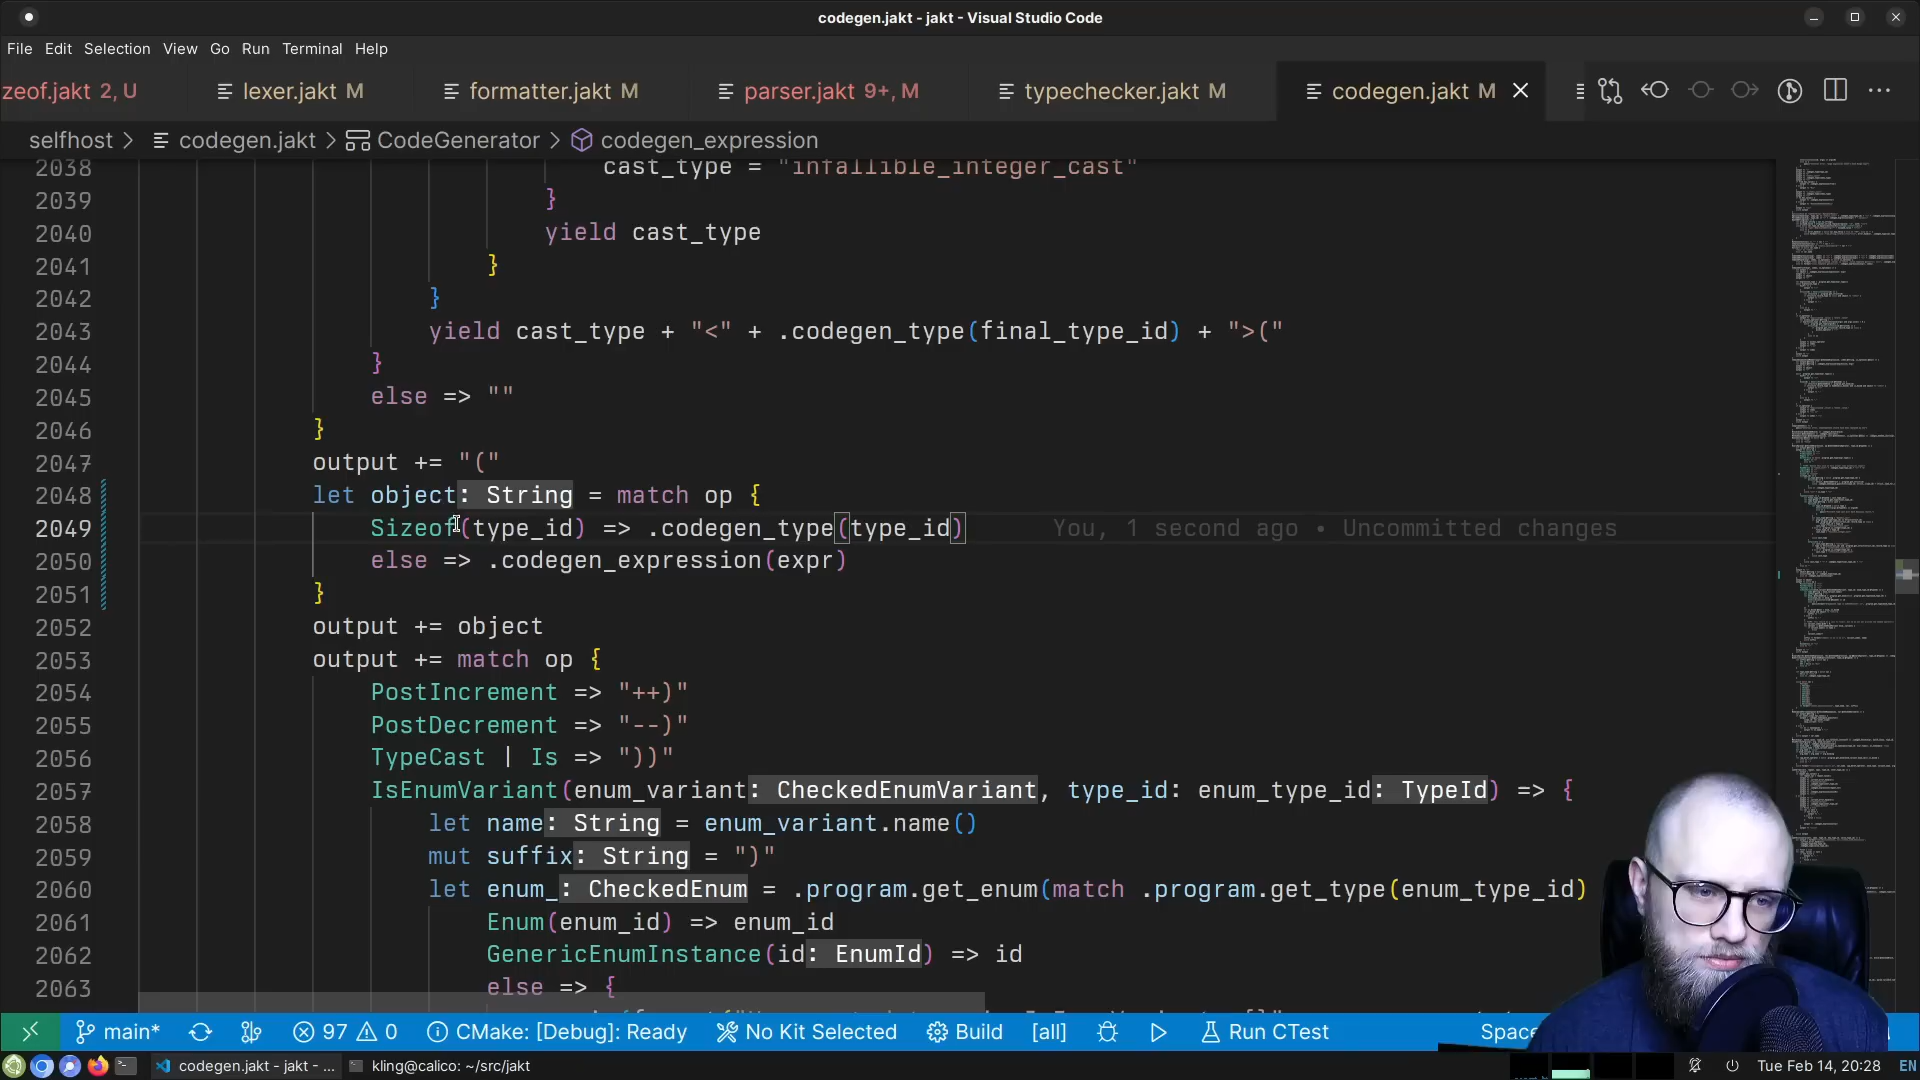 codegen.jakt - jakt - Visual Studio Code
File Edit Selection View Go Run Terminal Help
zeof.jakt 2, U lexer.jakt M formatter.jakt M parser.jakt 9+, M typechecker.jakt M codegen.jakt M
selfhost > codegen.jakt > CodeGenerator > codegen_expression
2038 cast_type = "infallible_integer_cast"
2039 }
2040 yield cast_type
2041 }
2042 }
2043 yield cast_type + "<" + .codegen_type(final_type_id) + ">("
2044 }
2045 else => ""
2046 }
2047 output += "("
2048 let object: String = match op {
2049 Sizeof(type_id) => .codegen_type(type_id) You, 1 second ago • Uncommitted changes
2050 else => .codegen_expression(expr)
2051 }
2052 output += object
2053 output += match op {
2054 PostIncrement => "++)"
2055 PostDecrement => "--)"
2056 TypeCast | Is => "))"
2057 IsEnumVariant(enum_variant: CheckedEnumVariant, type_id: enum_type_id: TypeId) => {
2058 let name: String = enum_variant.name()
2059 mut suffix: String = ")"
2060 let enum_: CheckedEnum = .program.get_enum(match .program.get_type(enum_type_id)
2061 Enum(enum_id) => enum_id
2062 GenericEnumInstance(id: EnumId) => id
2063 else => {
main* 97 0 CMake: [Debug]: Ready No Kit Selected Build [all] Run CTest
codegen.jakt - jakt - ... kling@calico: ~/src/jakt Tue Feb 14, 20:28 EN